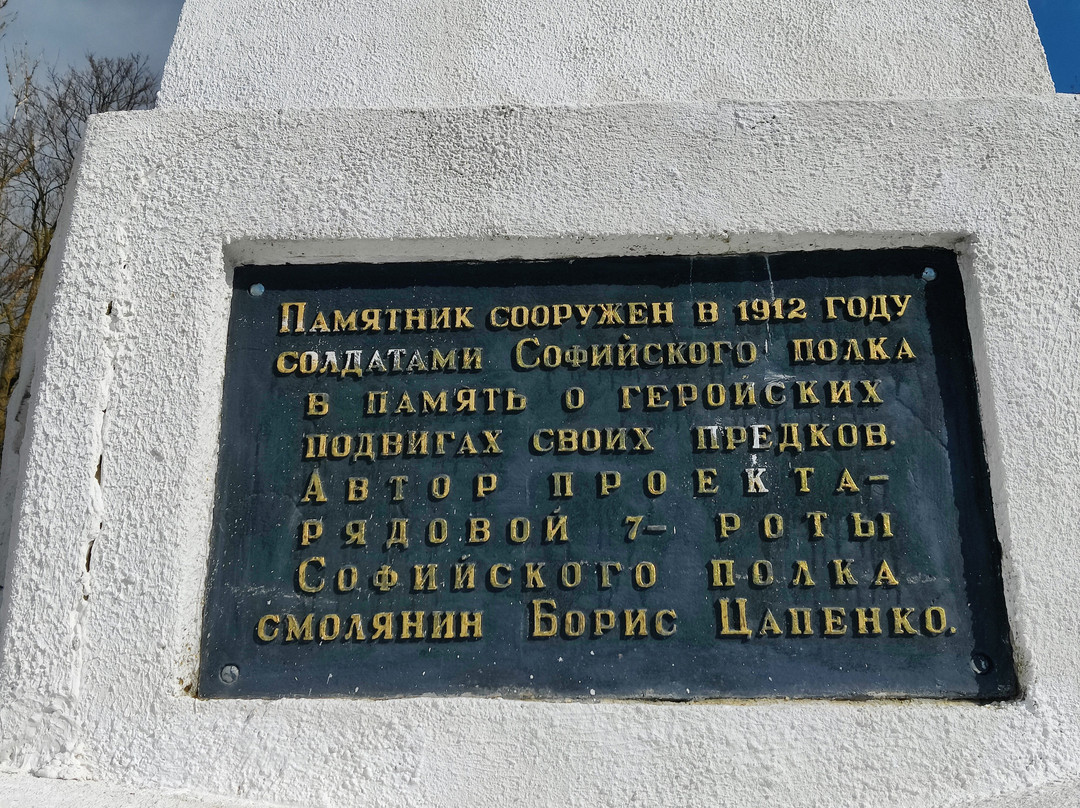 Памятник сооружен в 1912 году
солдатами Софийского полка
в память о геройских
подвигах своих предков.
Автор проекта-
рядовой 7- роты
Софийского полка
смолянин Борис Цапенко.